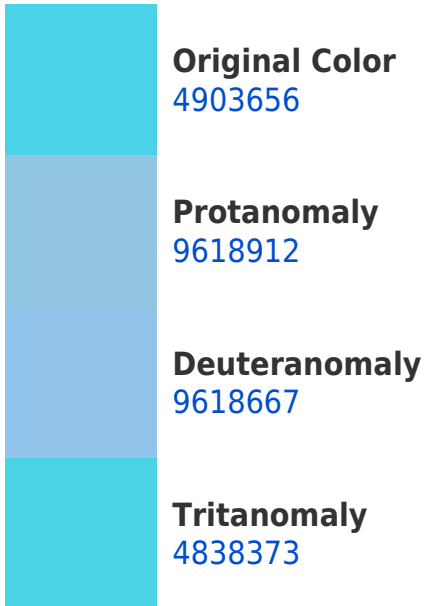 Original Color
4903656
Protanomaly
9618912
Deuteranomaly
9618667
Tritanomaly
4838373